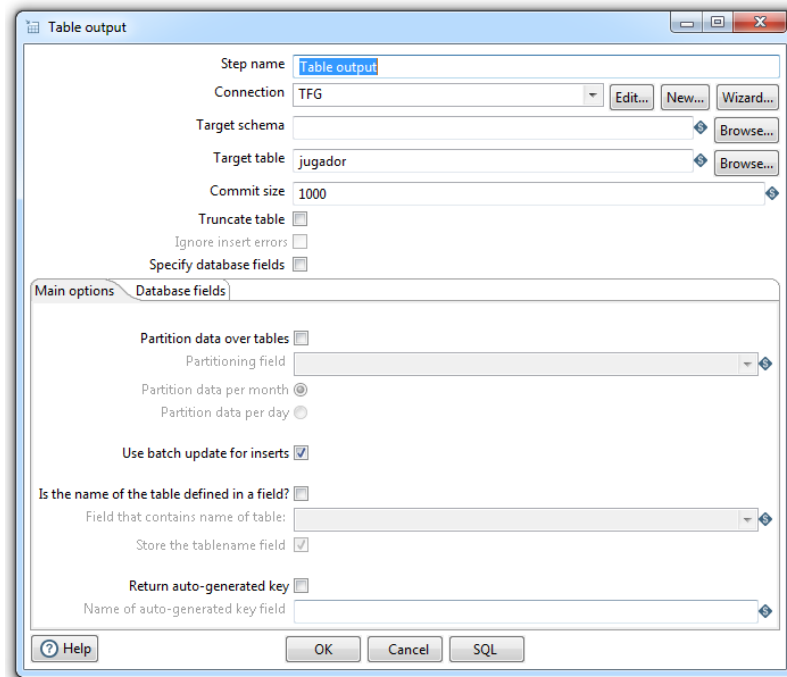 Table output
Step name Table output
Connection TFG Edit... New... Wizard...
Target schema Browse...
Target table jugador Browse...
Commit size 1000
Truncate table
Ignore insert errors
Specify database fields
Main options Database fields
Partition data over tables
Partitioning field
Partition data per month
Partition data per day
Use batch update for inserts
Is the name of the table defined in a field?
Field that contains name of table:
Store the tablename field
Return auto-generated key
Name of auto-generated key field
Help OK Cancel SQL